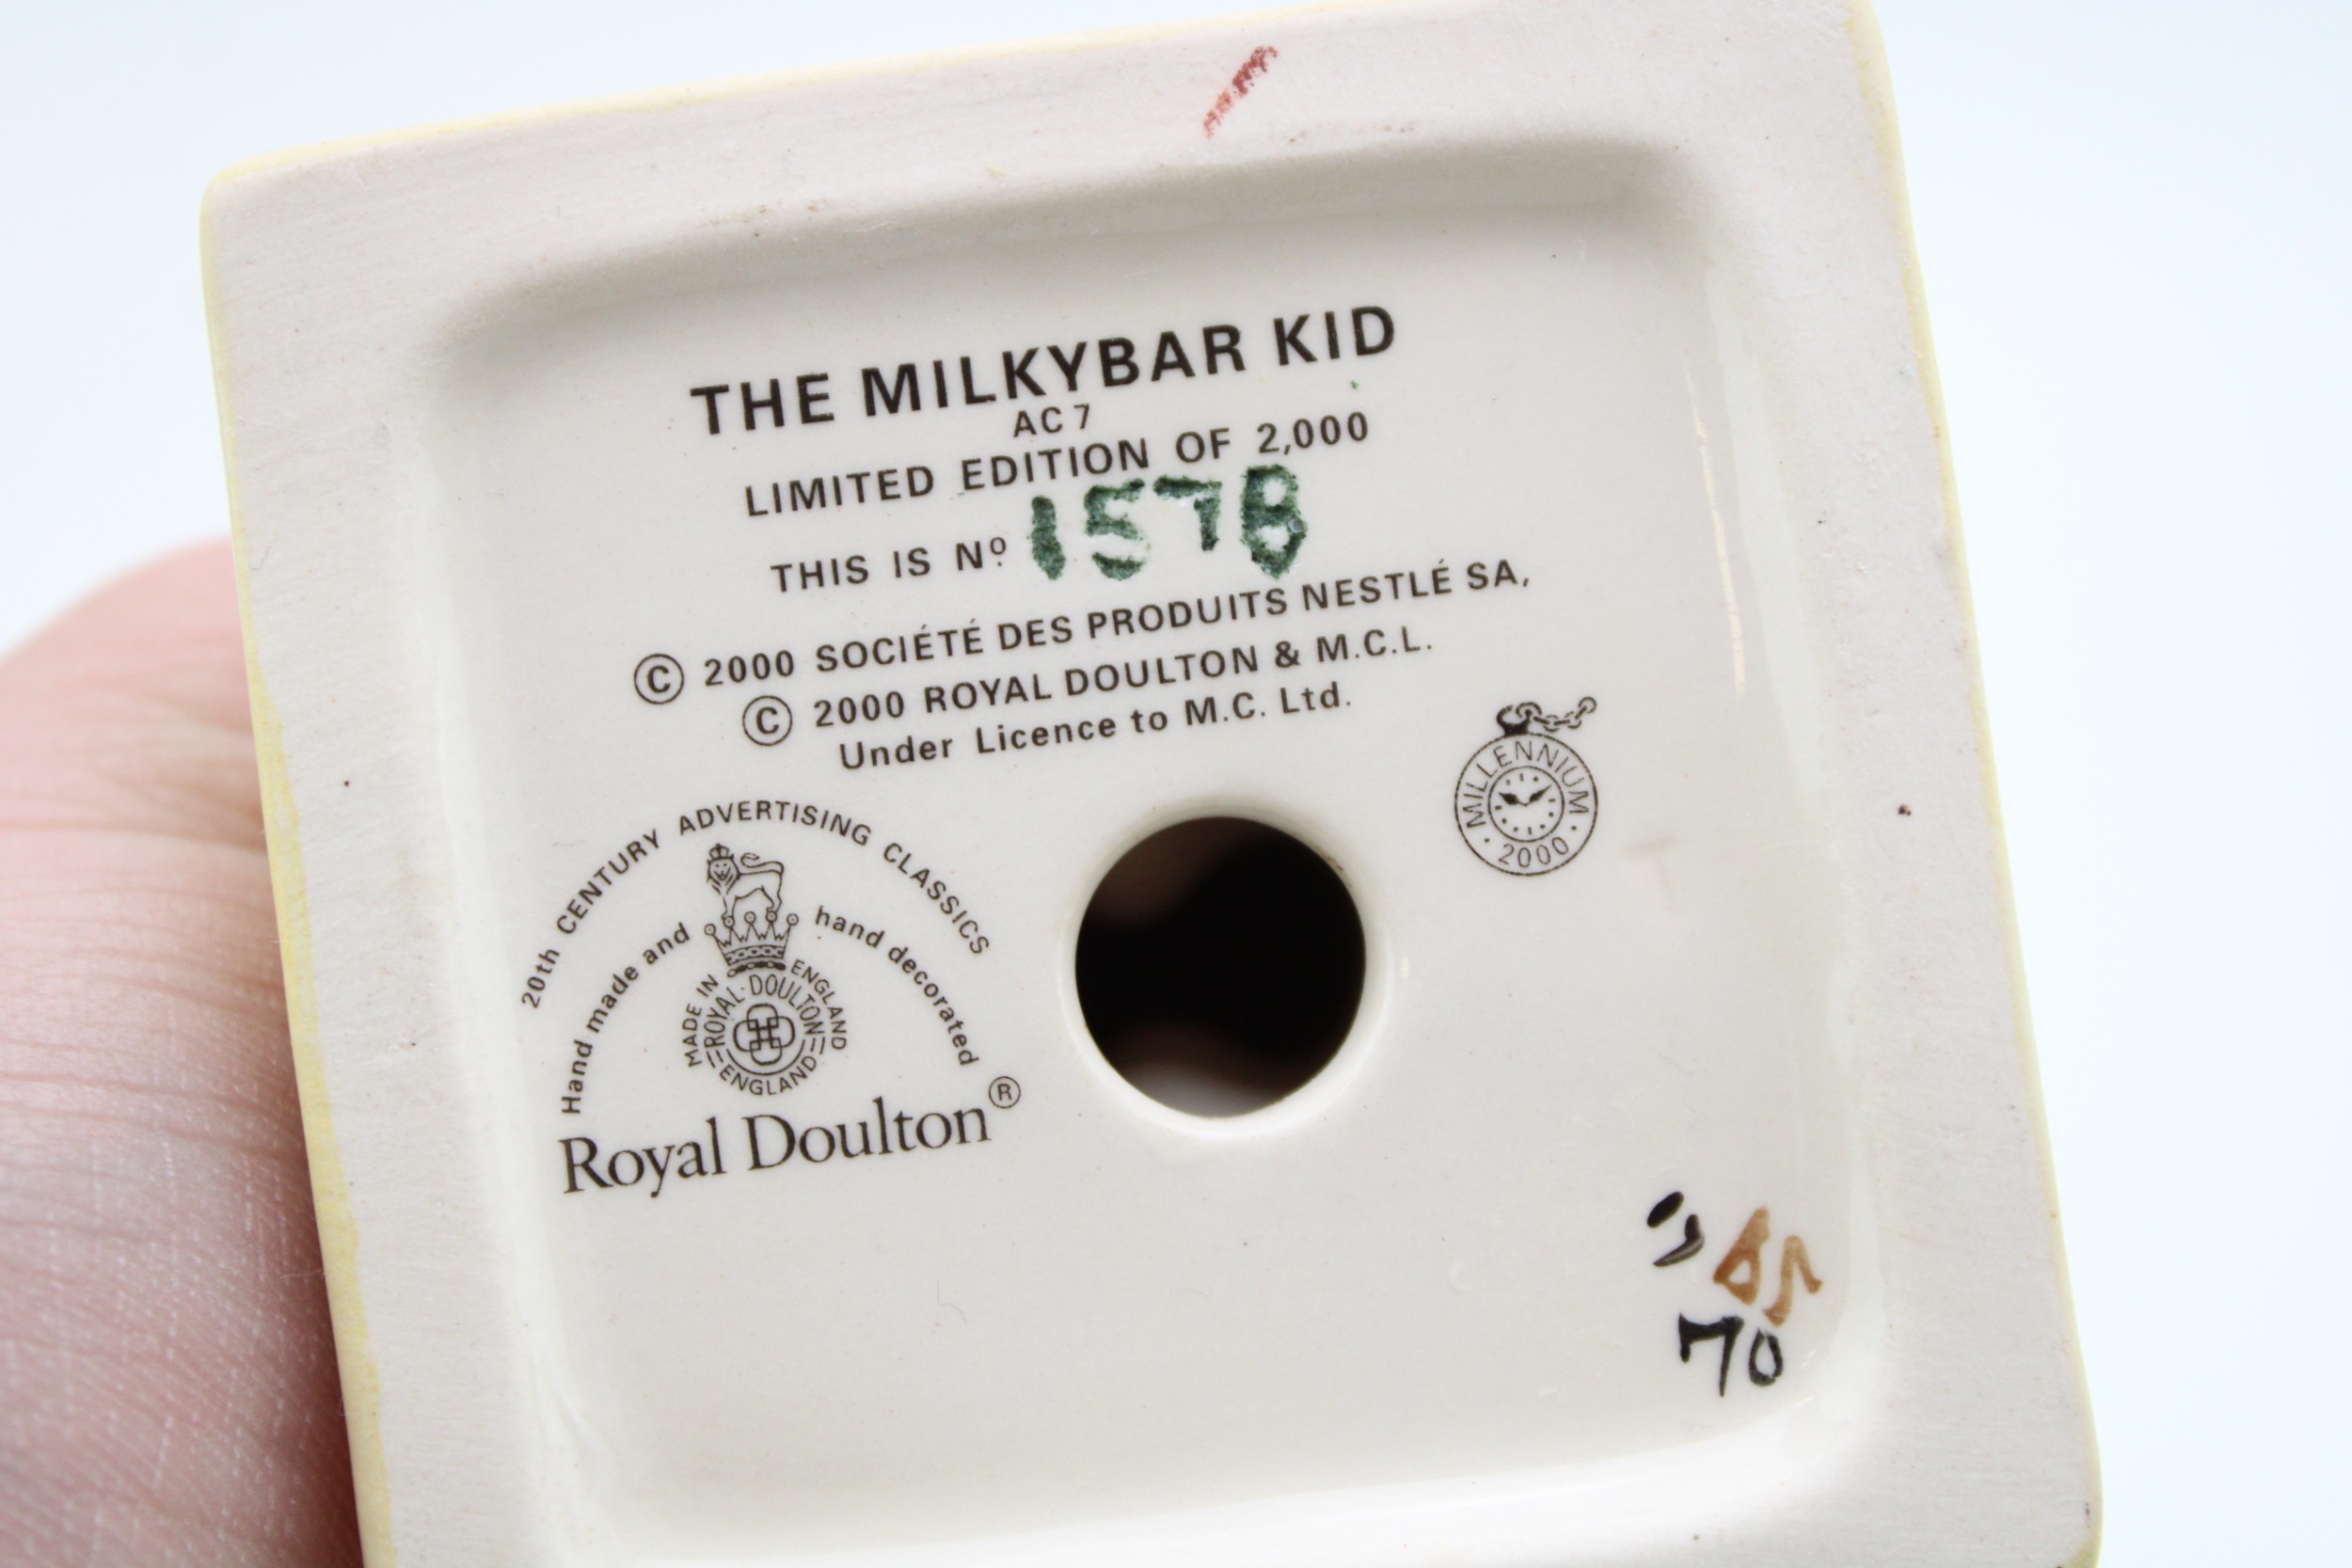 THE MILKYBAR KID
AC 7
LIMITED EDITION OF 2,000
THIS IS Nº 1578
© 2000 SOCIÉTÉ DES PRODUITS NESTLÉ SA,
© 2000 ROYAL DOULTON & M.C.L.
Under Licence to M.C. Ltd.
MILLENNIUM
· 2000 ·
20th CENTURY ADVERTISING CLASSICS
Hand made and hand decorated
MADE IN ENGLAND
ROYAL·DOULTON
ENGLAND
Royal Doulton®
70